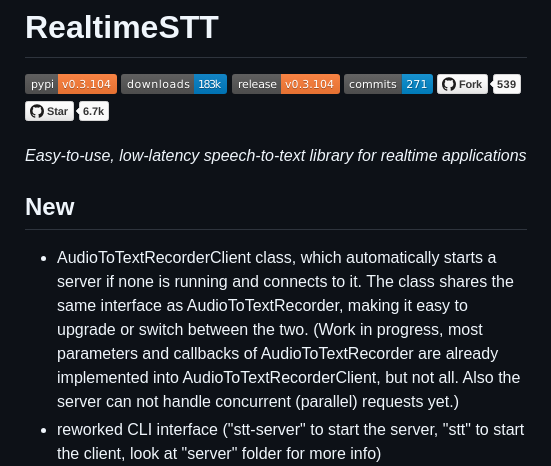 RealtimeSTT
pypi v0.3.104 downloads 183k release v0.3.104 commits 271 Fork 539
Star 6.7k
Easy-to-use, low-latency speech-to-text library for realtime applications
New
• AudioToTextRecorderClient class, which automatically starts a
server if none is running and connects to it. The class shares the
same interface as AudioToTextRecorder, making it easy to
upgrade or switch between the two. (Work in progress, most
parameters and callbacks of AudioToTextRecorder are already
implemented into AudioToTextRecorderClient, but not all. Also the
server can not handle concurrent (parallel) requests yet.)
• reworked CLI interface ("stt-server" to start the server, "stt" to start
the client, look at "server" folder for more info)